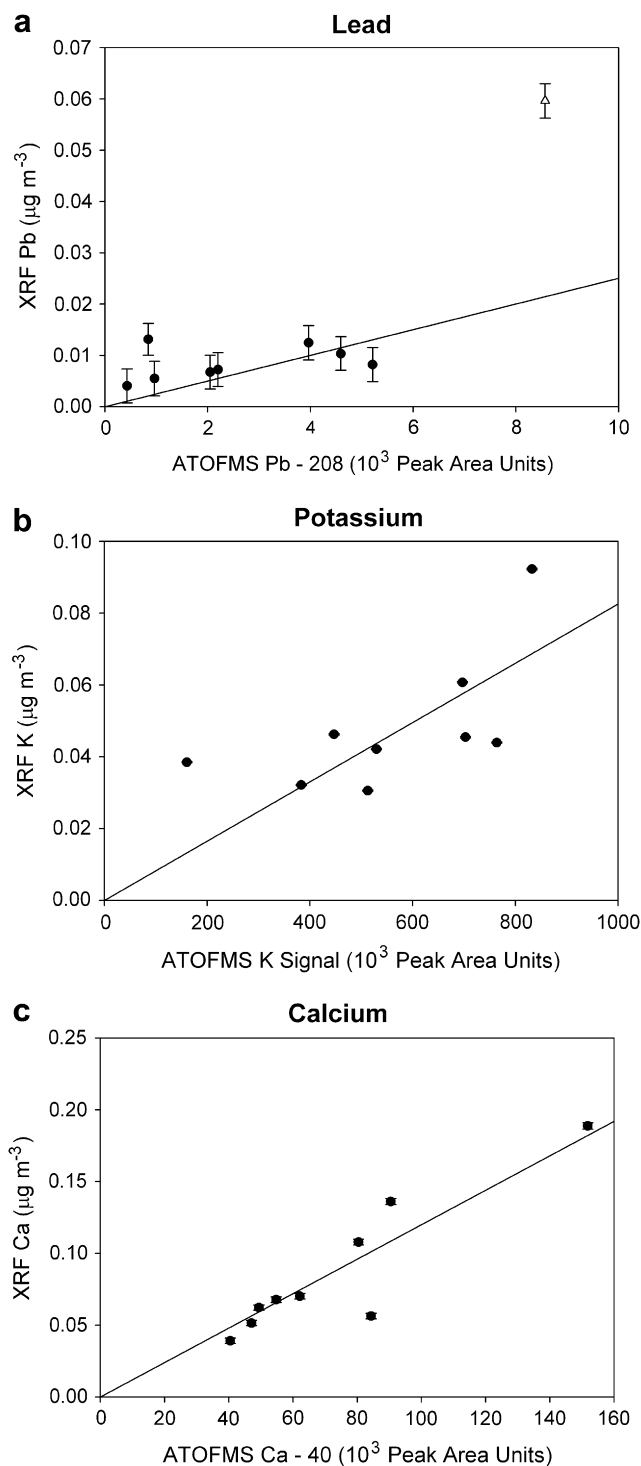 a
Lead
0.07
0.06
0.05
0.04
0.03
0.02
0.01
0.00
XRF Pb (μg m⁻³)
0 2 4 6 8 10
ATOFMS Pb - 208 (10³ Peak Area Units)
b
Potassium
0.10
0.08
0.06
0.04
0.02
0.00
XRF K (μg m⁻³)
0 200 400 600 800 1000
ATOFMS K Signal (10³ Peak Area Units)
c
Calcium
0.25
0.20
0.15
0.10
0.05
0.00
XRF Ca (μg m⁻³)
0 20 40 60 80 100 120 140 160
ATOFMS Ca - 40 (10³ Peak Area Units)